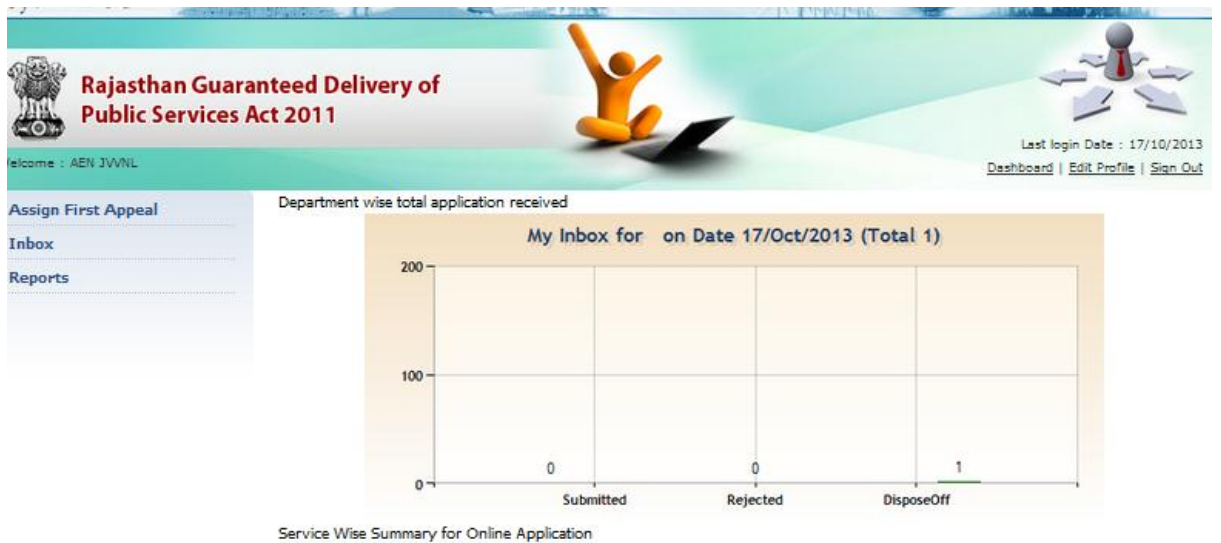 Rajasthan Guaranteed Delivery of
Public Services Act 2011
elcome : AEN JVVNL
Last login Date : 17/10/2013
Dashboard | Edit Profile | Sign Out
Assign First Appeal
Inbox
Reports
Department wise total application received
My Inbox for on Date 17/Oct/2013 (Total 1)
200
100
0
0 0 1
Submitted Rejected DisposeOff
Service Wise Summary for Online Application